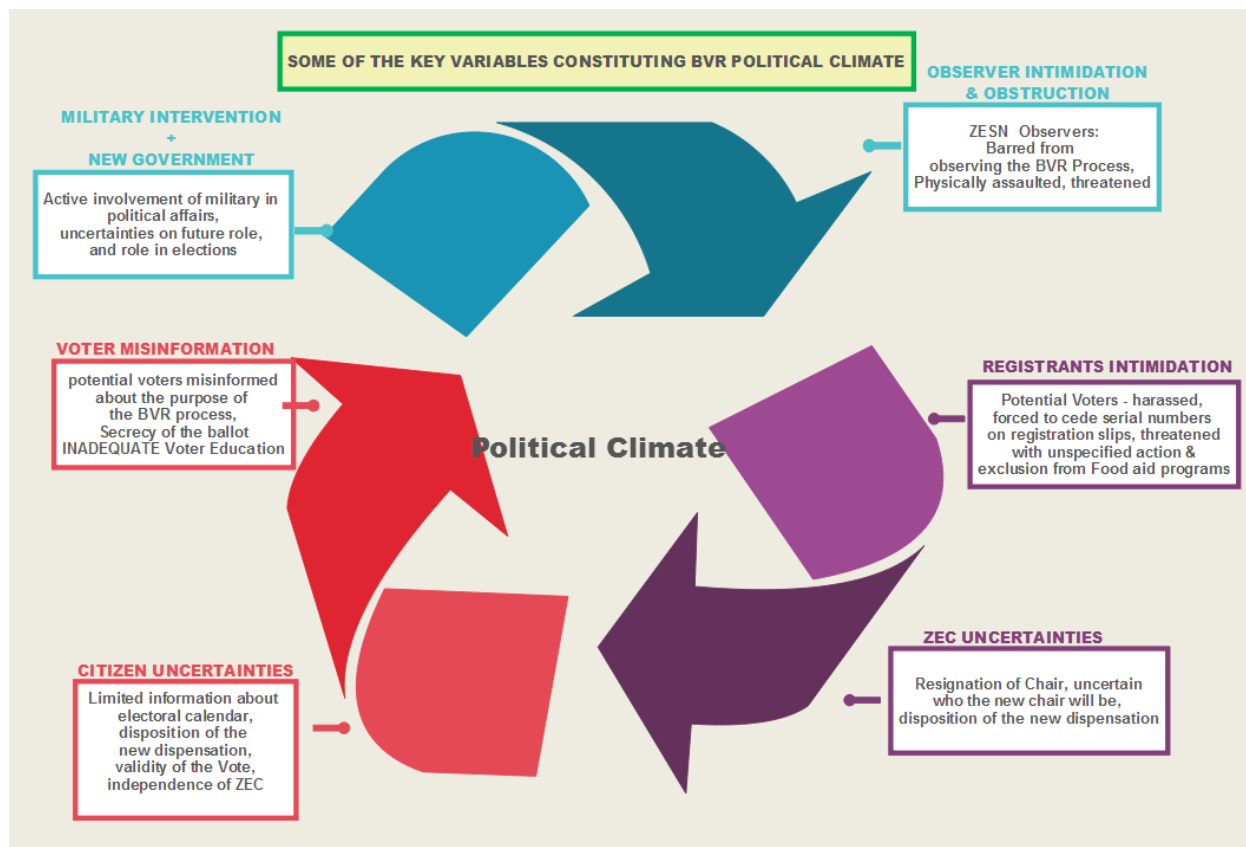 SOME OF THE KEY VARIABLES CONSTITUTING BVR POLITICAL CLIMATE
MILITARY INTERVENTION
+
NEW GOVERNMENT
Active involvement of military in
political affairs,
uncertainties on future role,
and role in elections
OBSERVER INTIMIDATION
& OBSTRUCTION
ZESN Observers:
Barred from
observing the BVR Process,
Physically assaulted, threatened
VOTER MISINFORMATION
potential voters misinformed
about the purpose of
the BVR process,
Secrecy of the ballot
INADEQUATE Voter Education
Political Climate
REGISTRANTS INTIMIDATION
Potential Voters - harassed,
forced to cede serial numbers
on registration slips, threatened
with unspecified action &
exclusion from Food aid programs
CITIZEN UNCERTAINTIES
Limited information about
electoral calendar,
disposition of the
new dispensation,
validity of the Vote,
independence of ZEC
ZEC UNCERTAINTIES
Resignation of Chair, uncertain
who the new chair will be,
disposition of the new dispensation